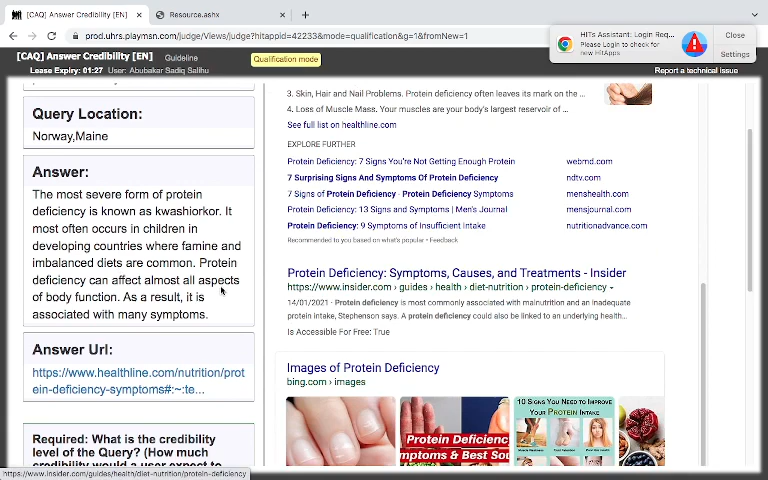 [CAQ] Answer Credibility [EN]
Resource.ashx
prod.uhrs.playmsn.com/judge/Views/judge?hitappid=42233&mode=qualification&g=1&fromNew=1
HITs Assistant: Login Req...
Please Login to check for
new HitApps
Close
Settings
[CAQ] Answer Credibility [EN]
Guideline
Qualification mode
Lease Expiry: 01:27 User: Abubakar Sadiq Salihu
Report a technical issue
Query Location:
Norway,Maine
Answer:
The most severe form of protein
deficiency is known as kwashiorkor. It
most often occurs in children in
developing countries where famine and
imbalanced diets are common. Protein
deficiency can affect almost all aspects
of body function. As a result, it is
associated with many symptoms.
Answer Url:
https://www.healthline.com/nutrition/prot
ein-deficiency-symptoms#:~:te...
Required: What is the credibility
level of the Query? (How much
credibility would a user expect to
https://www.insider.com/guides/health/diet-nutrition/protein-deficiency
3. Skin, Hair and Nail Problems. Protein deficiency often leaves its mark on the ...
4. Loss of Muscle Mass. Your muscles are your body's largest reservoir of ...
See full list on healthline.com
EXPLORE FURTHER
Protein Deficiency: 7 Signs You're Not Getting Enough Protein webmd.com
7 Surprising Signs And Symptoms Of Protein Deficiency ndtv.com
7 Signs of Protein Deficiency - Protein Deficiency Symptoms menshealth.com
Protein Deficiency: 13 Signs and Symptoms | Men's Journal mensjournal.com
Protein Deficiency: 9 Symptoms of Insufficient Intake nutritionadvance.com
Recommended to you based on what's popular • Feedback
Protein Deficiency: Symptoms, Causes, and Treatments - Insider
https://www.insider.com › guides › health › diet-nutrition › protein-deficiency
14/01/2021 · Protein deficiency is most commonly associated with malnutrition and an inadequate
protein intake, Stephenson says. A protein deficiency could also be linked to an underlying health...
Is Accessible For Free: True
Images of Protein Deficiency
bing.com › images
Protein Deficienc
mptoms & Best Sou
10 Signs You Need to Improve
Your Protein Intake